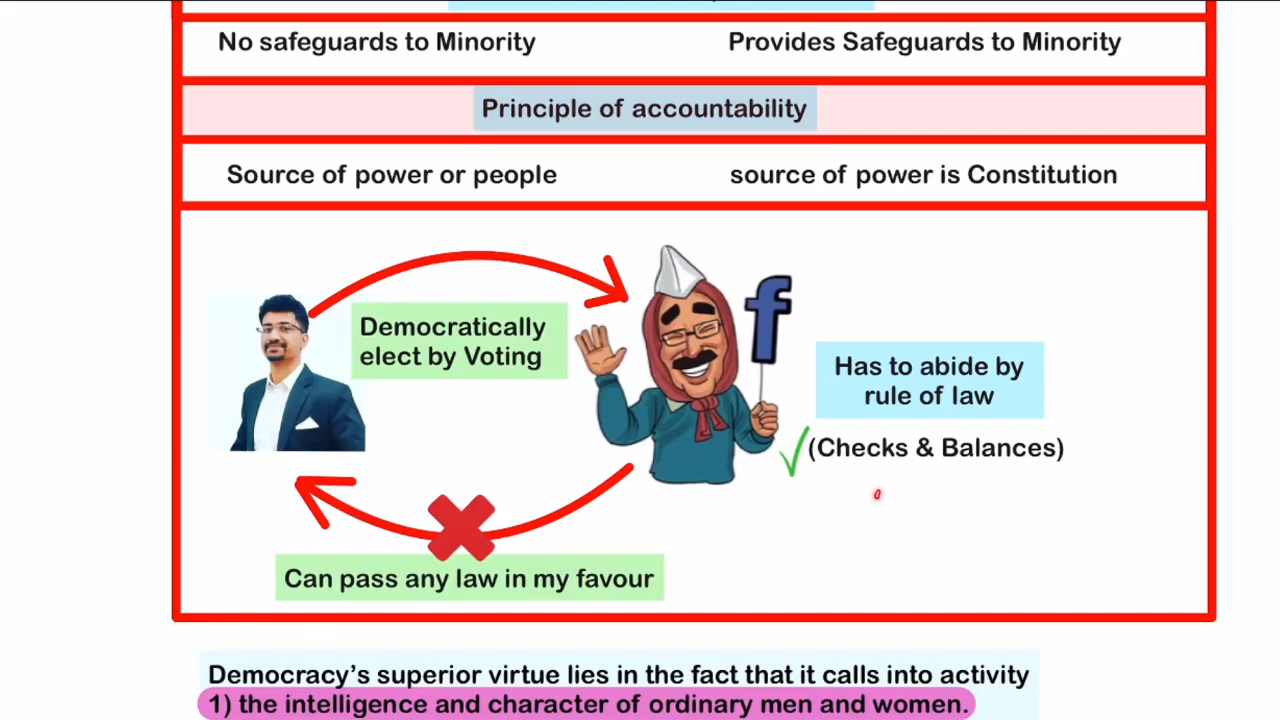 No safeguards to Minority
Provides Safeguards to Minority
Principle of accountability
Source of power or people
source of power is Constitution
Democratically
elect by Voting
f
Has to abide by
rule of law
(Checks & Balances)
Can pass any law in my favour
Democracy's superior virtue lies in the fact that it calls into activity
1) the intelligence and character of ordinary men and women.